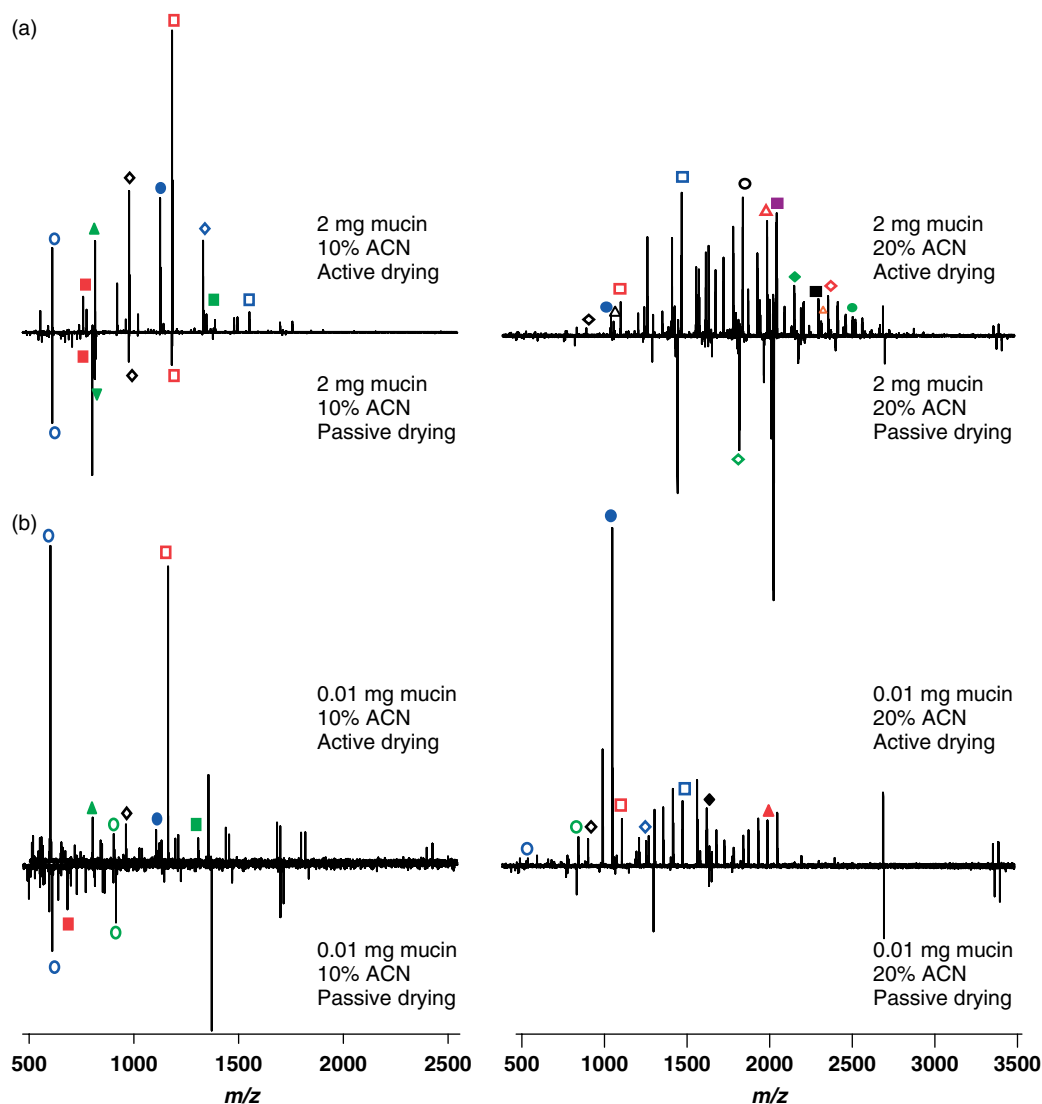 (a)
2 mg mucin
10% ACN
Active drying
2 mg mucin
10% ACN
Passive drying
2 mg mucin
20% ACN
Active drying
2 mg mucin
20% ACN
Passive drying
(b)
0.01 mg mucin
10% ACN
Active drying
0.01 mg mucin
10% ACN
Passive drying
0.01 mg mucin
20% ACN
Active drying
0.01 mg mucin
20% ACN
Passive drying
500 1000 1500 2000 2500
m/z
500 1000 1500 2000 2500 3000 3500
m/z